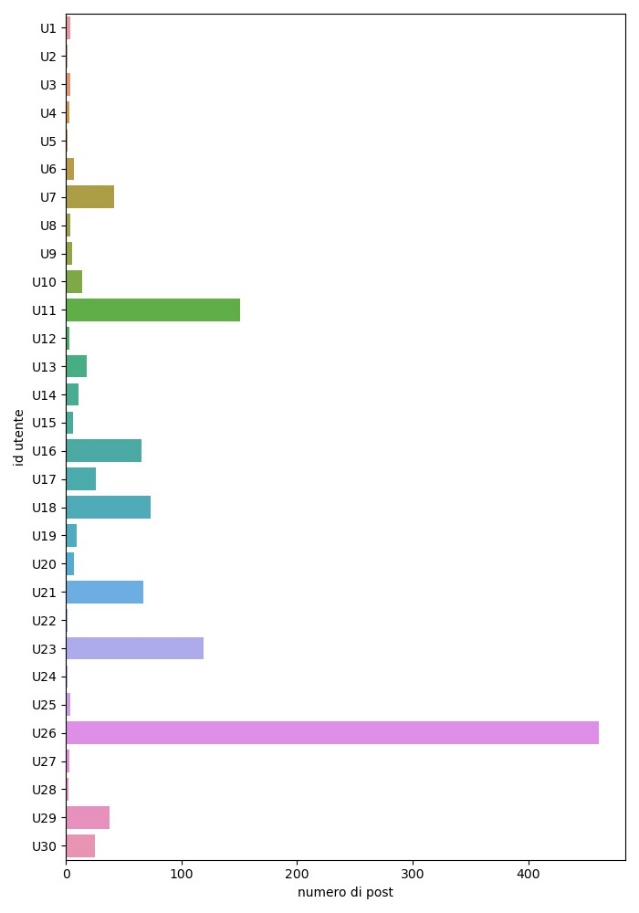 U1
U2
U3
U4
U5
U6
U7
U8
U9
U10
U11
U12
U13
U14
U15
U16
U17
U18
U19
U20
U21
U22
U23
U24
U25
U26
U27
U28
U29
U30
id utente
0 100 200 300 400
numero di post